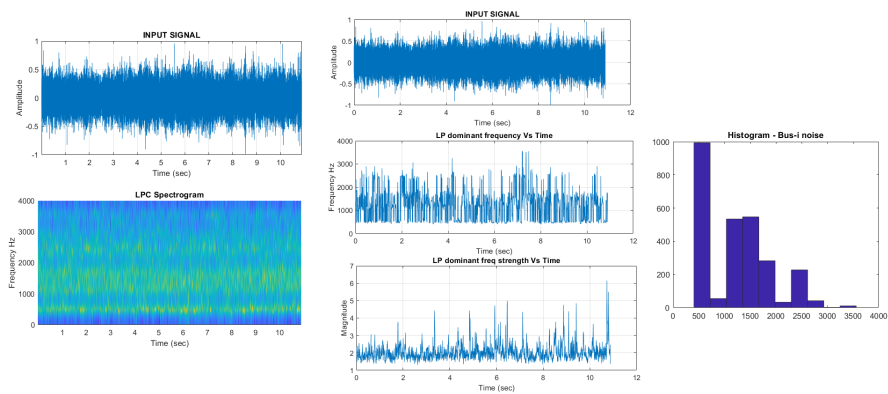 INPUT SIGNAL
1
0.5
0
-0.5
-1
Amplitude
1 2 3 4 5 6 7 8 9 10
Time (sec)
LPC Spectrogram
4000
3000
2000
1000
0
Frequency Hz
1 2 3 4 5 6 7 8 9 10
Time (sec)
INPUT SIGNAL
1
0.5
0
-0.5
-1
Amplitude
0 2 4 6 8 10 12
Time (sec)
LP dominant frequency Vs Time
4000
3000
2000
1000
0
Frequency Hz
0 2 4 6 8 10 12
Time (sec)
LP dominant freq strength Vs Time
7
6
5
4
3
2
1
Magnitude
0 2 4 6 8 10 12
Time (sec)
Histogram - Bus-i noise
1000
800
600
400
200
0
0 500 1000 1500 2000 2500 3000 3500 4000